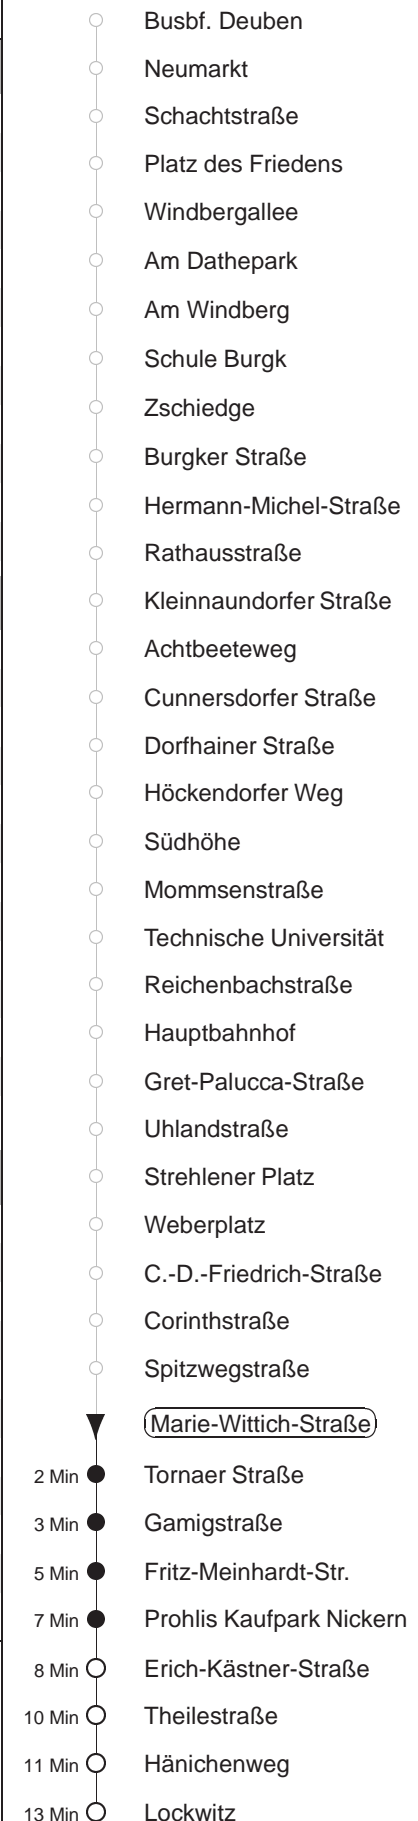 Busbf. Deuben
Neumarkt
Schachtstraße
Platz des Friedens
Windbergallee
Am Dathepark
Am Windberg
Schule Burgk
Zschiedge
Burgker Straße
Hermann-Michel-Straße
Rathausstraße
Kleinnaundorfer Straße
Achtbeeteweg
Cunnersdorfer Straße
Dorfhainer Straße
Höckendorfer Weg
Südhöhe
Mommsenstraße
Technische Universität
Reichenbachstraße
Hauptbahnhof
Gret-Palucca-Straße
Uhlandstraße
Strehlener Platz
Weberplatz
C.-D.-Friedrich-Straße
Corinthstraße
Spitzwegstraße
Marie-Wittich-Straße
2 Min Tornaer Straße
3 Min Gamigstraße
5 Min Fritz-Meinhardt-Str.
7 Min Prohlis Kaufpark Nickern
8 Min Erich-Kästner-Straße
10 Min Theilestraße
11 Min Hänichenweg
13 Min Lockwitz